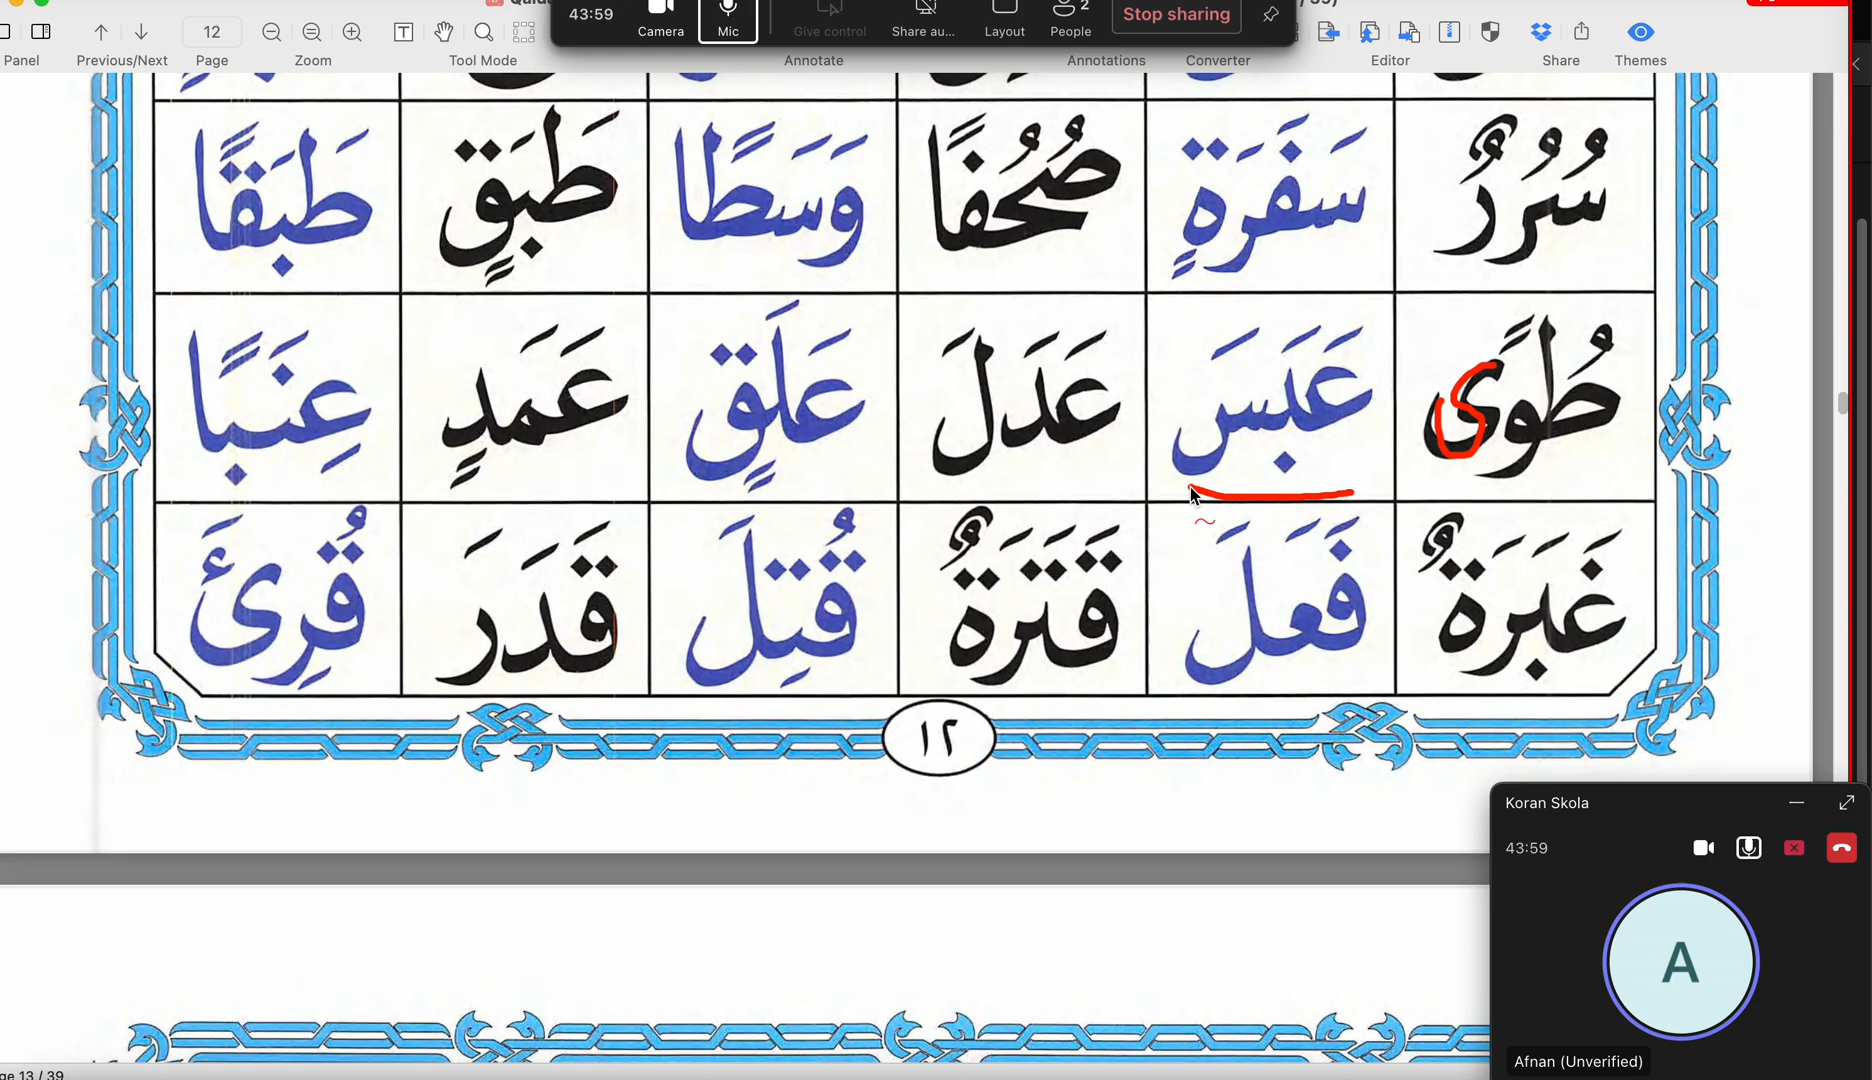 43:59
Camera
Mic
Give control
Share au...
Layout
People
2
Stop sharing
Panel
Previous/Next
12
Page
Zoom
Tool Mode
Annotate
Annotations
Converter
Editor
Share
Themes
سُرُرٌ سَفَرَةٍ صُحُفًا وَسَطًا طَبَقٍ طَبَقًا
طُوًى عَبَسَ عَدَلَ عَلَقٍ عَمَدٍ عِنَبًا
غَبَرَةٌ فَعَلَ قَتَرَةٌ قُتِلَ قَدَرَ قُرِئَ
١٢
Koran Skola
43:59
A
Afnan (Unverified)
ge 13 / 39